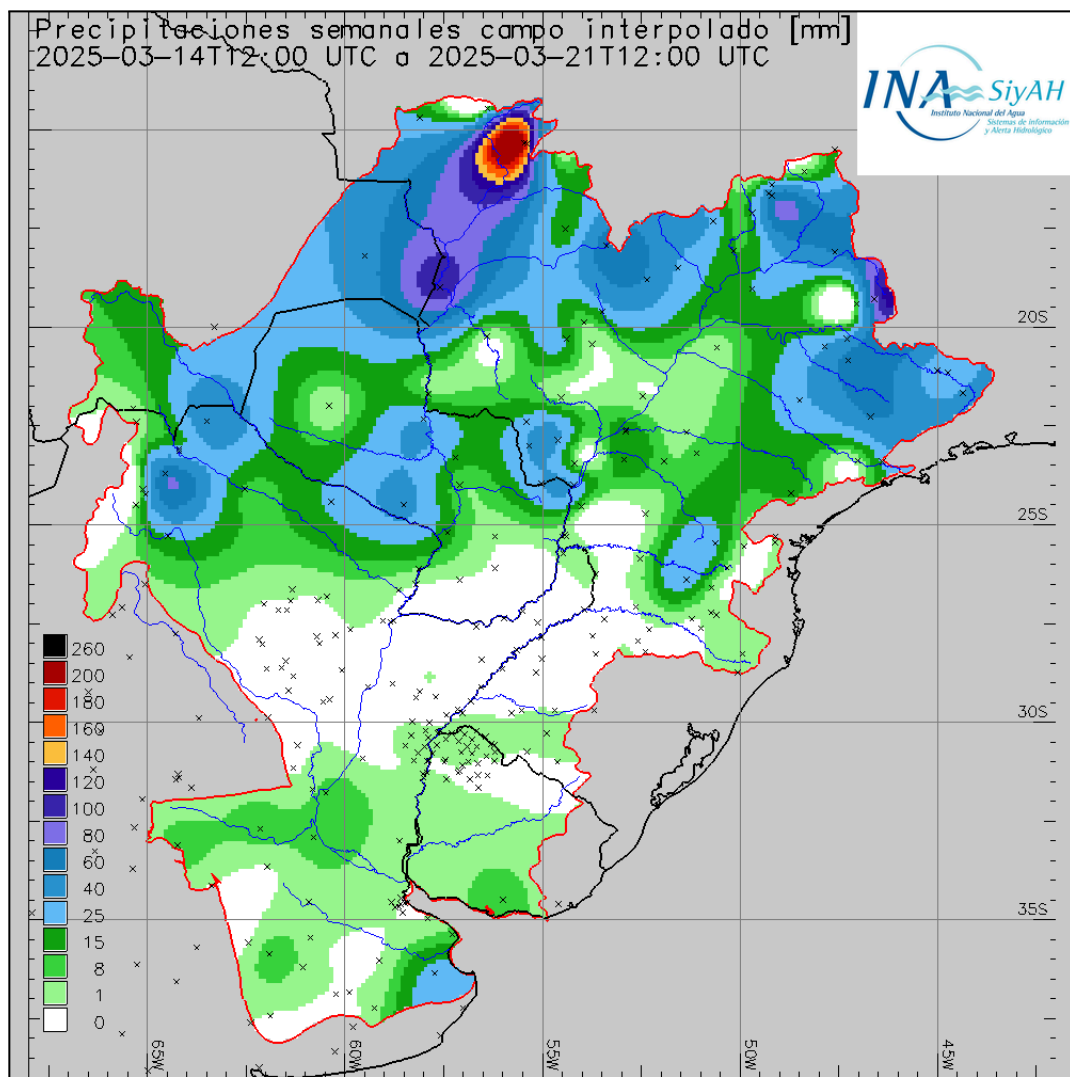 Precipitaciones semanales campo interpolado [mm]
2025-03-14T12:00 UTC a 2025-03-21T12:00 UTC
INA SiyAH
Instituto Nacional del Agua
Sistemas de información
y Alerta Hidrológico
20S
25S
30S
35S
260
200
180
160
140
120
100
80
60
40
25
15
8
1
0
65W
60W
55W
50W
45W